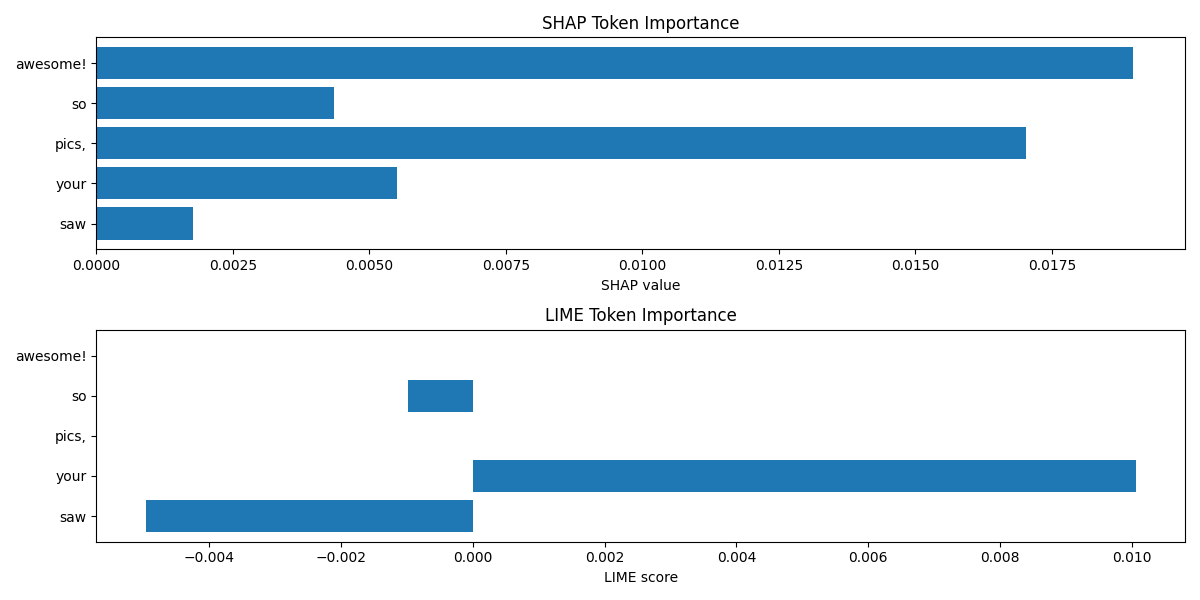 SHAP Token Importance
awesome!
so
pics,
your
saw
0.0000 0.0025 0.0050 0.0075 0.0100 0.0125 0.0150 0.0175
SHAP value
LIME Token Importance
awesome!
so
pics,
your
saw
−0.004 −0.002 0.000 0.002 0.004 0.006 0.008 0.010
LIME score